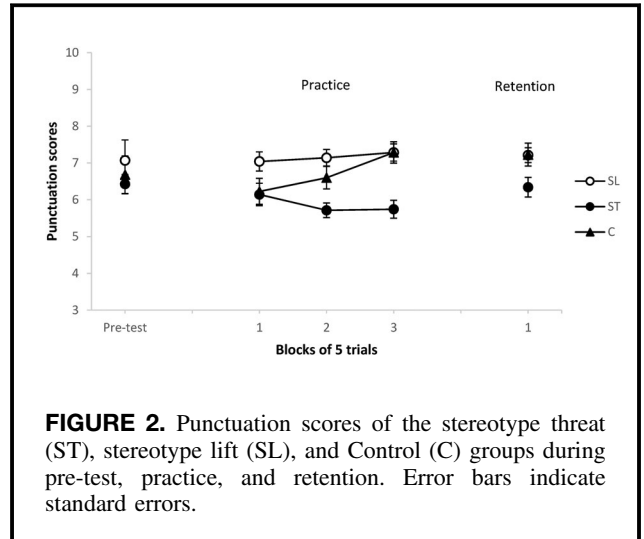 10
9
8
7
6
5
4
3
Punctuation scores
Practice
Retention
SL
ST
C
Pre-test
1
2
3
1
Blocks of 5 trials
FIGURE 2. Punctuation scores of the stereotype threat
(ST), stereotype lift (SL), and Control (C) groups during
pre-test, practice, and retention. Error bars indicate
standard errors.